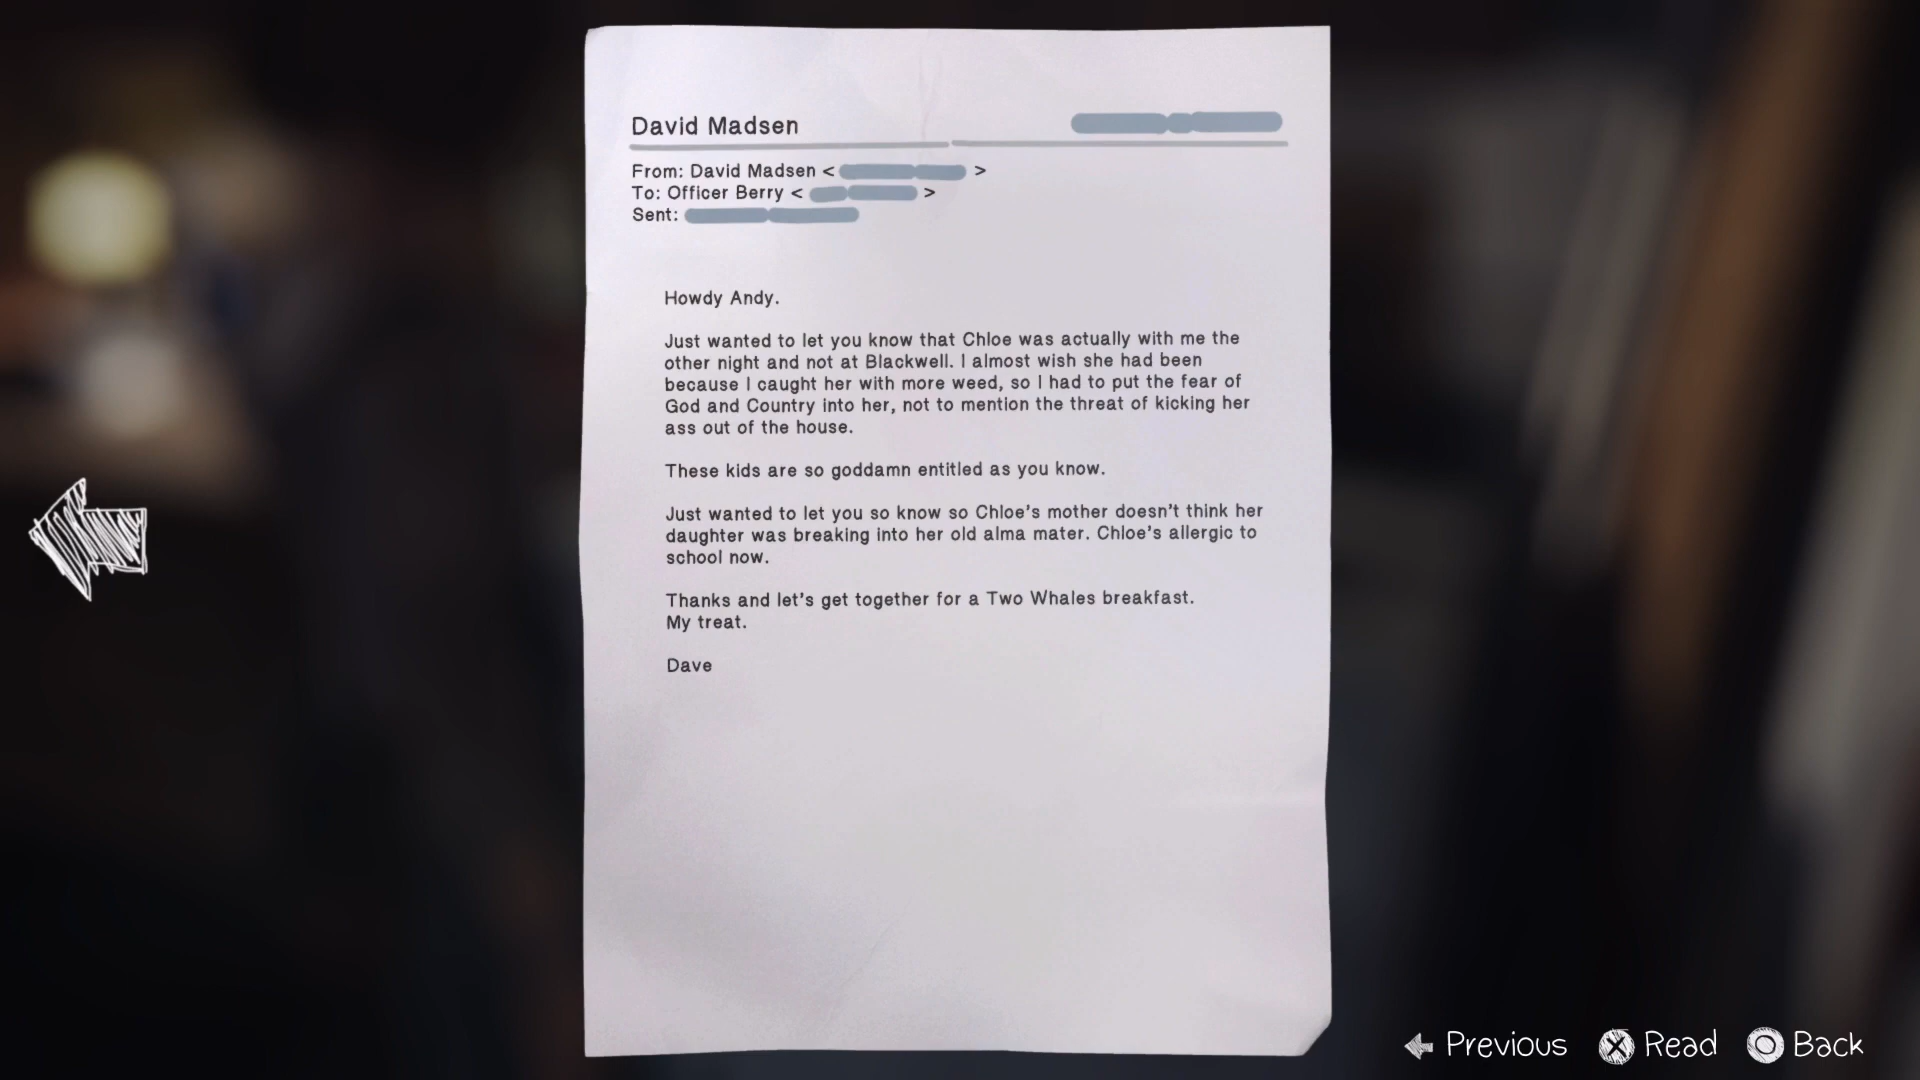 David Madsen
From: David Madsen < >
To: Officer Berry < >
Sent:
Howdy Andy.
Just wanted to let you know that Chloe was actually with me the
other night and not at Blackwell. I almost wish she had been
because I caught her with more weed, so I had to put the fear of
God and Country into her, not to mention the threat of kicking her
ass out of the house.
These kids are so goddamn entitled as you know.
Just wanted to let you so know so Chloe's mother doesn't think her
daughter was breaking into her old alma mater. Chloe's allergic to
school now.
Thanks and let's get together for a Two Whales breakfast.
My treat.
Dave
Previous Read Back